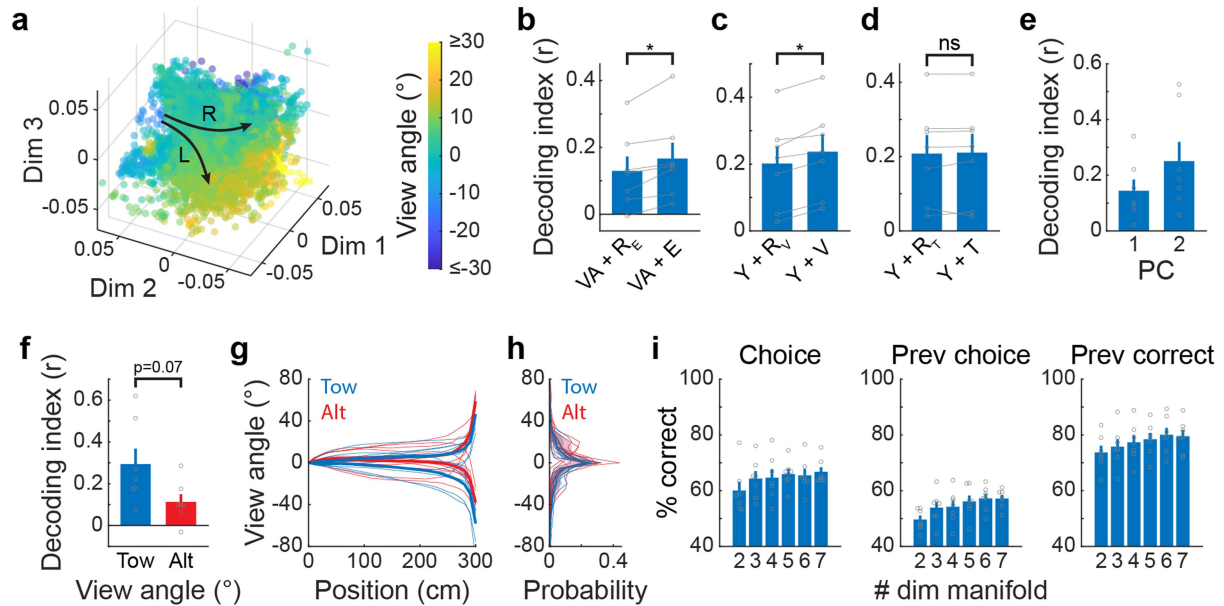 a
≥30
20
10
0
-10
-20
≤-30
View angle (°)
R
L
0.05
0
-0.05
Dim 3
0.05
0
-0.05
Dim 2
0.05
0
-0.05
Dim 1
b
Decoding index (r)
*
0.4
0.2
0
VA + R_E
VA + E
c
*
0.4
0.2
0
Y + R_V
Y + V
d
ns
0.4
0.2
0
Y + R_T
Y + T
e
Decoding index (r)
0.6
0.4
0.2
0
1 2
PC
f
Decoding index (r)
p=0.07
0.6
0.4
0.2
0
Tow Alt
View angle (°)
g
View angle (°)
80
40
0
-40
-80
Tow
Alt
0 100 200 300
Position (cm)
h
80
40
0
-40
-80
Tow
Alt
0 0.4
Probability
i
Choice
% correct
100
80
60
40
2 3 4 5 6 7
Prev choice
100
80
60
40
2 3 4 5 6 7
Prev correct
100
80
60
40
2 3 4 5 6 7
# dim manifold